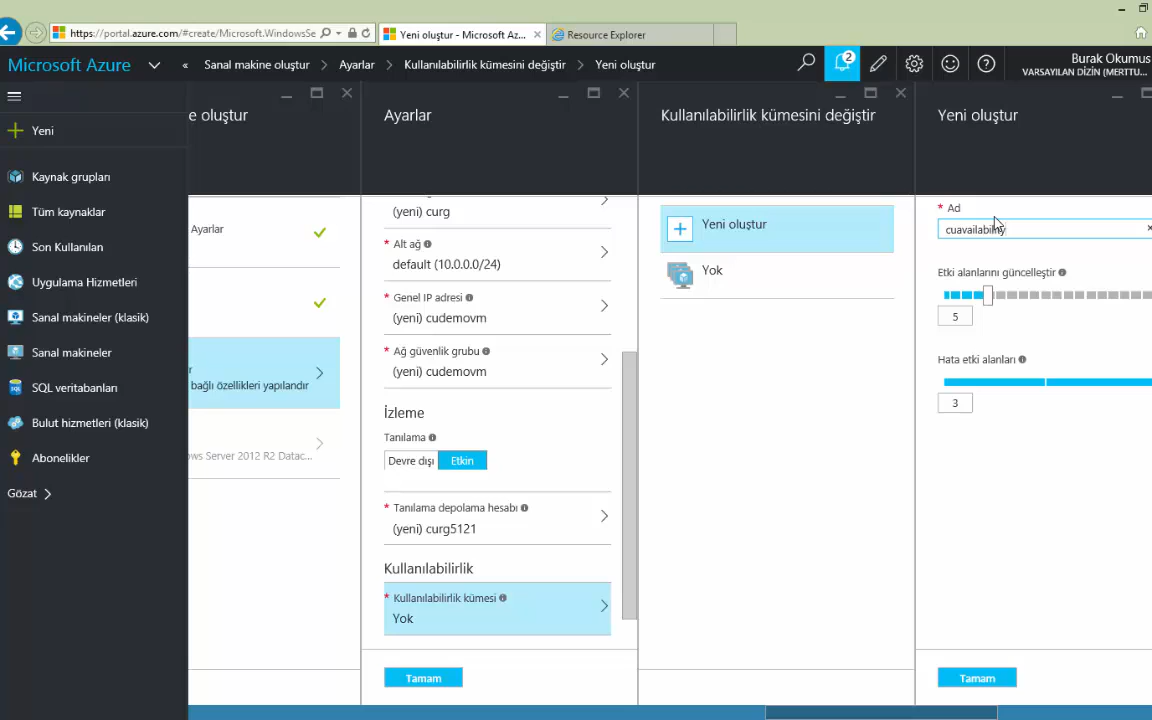 https://portal.azure.com/#create/Microsoft.WindowsSe
Yeni oluştur - Microsoft Az...
Resource Explorer
Microsoft Azure
Sanal makine oluştur
Ayarlar
Kullanılabilirlik kümesini değiştir
Yeni oluştur
2
Burak Okumus
VARSAYILAN DİZİN (MERTTU...
Yeni
Kaynak grupları
Tüm kaynaklar
Son Kullanılan
Uygulama Hizmetleri
Sanal makineler (klasik)
Sanal makineler
SQL veritabanları
Bulut hizmetleri (klasik)
Abonelikler
Gözat
e oluştur
Ayarlar
r
bağlı özellikleri yapılandır
ws Server 2012 R2 Datac...
Ayarlar
(yeni) curg
* Alt ağ
default (10.0.0.0/24)
* Genel IP adresi
(yeni) cudemovm
* Ağ güvenlik grubu
(yeni) cudemovm
İzleme
Tanılama
Devre dışı
Etkin
* Tanılama depolama hesabı
(yeni) curg5121
Kullanılabilirlik
* Kullanılabilirlik kümesi
Yok
Tamam
Kullanılabilirlik kümesini değiştir
Yeni oluştur
Yok
Yeni oluştur
* Ad
cuavailability
Etki alanlarını güncelleştir
5
Hata etki alanları
3
Tamam